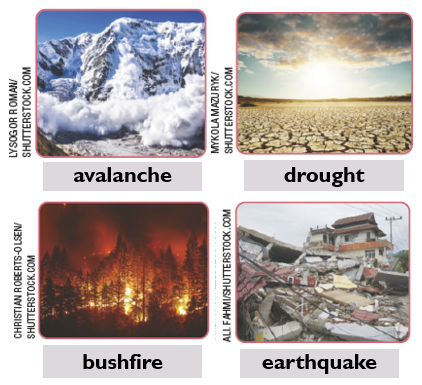 LYSOGOR ROMAN/
SHUTTERSTOCK.COM
MYKOLA MAZURYK/
SHUTTERSTOCK.COM
avalanche
drought
CHRISTIAN ROBERTS-OLSEN/
SHUTTERSTOCK.COM
ALI FAHMI/SHUTTERSTOCK.COM
bushfire
earthquake